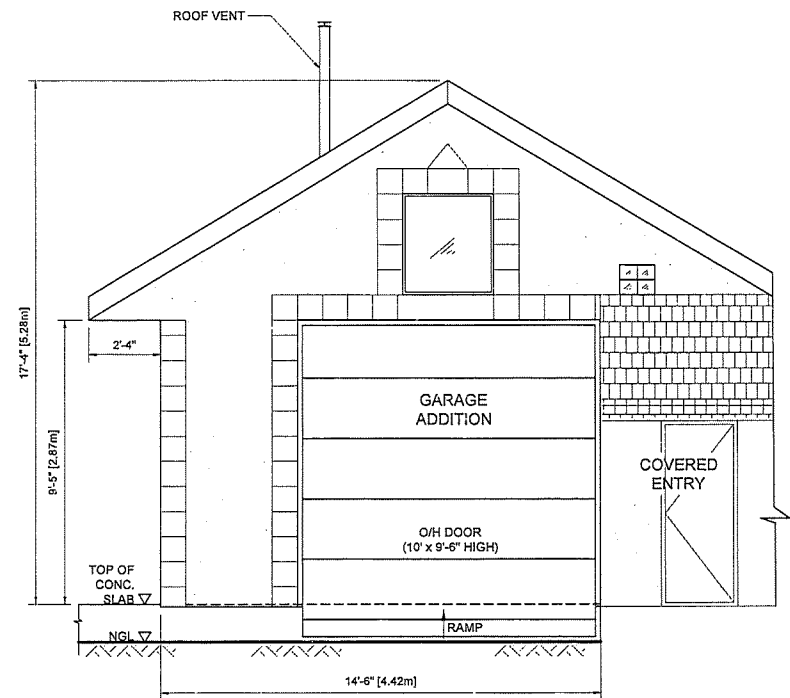 ROOF VENT
17'-4" [5.28m]
2'-4"
9'-5" [2.87m]
GARAGE
ADDITION
COVERED
ENTRY
O/H DOOR
(10' x 9'-6" HIGH)
TOP OF
CONC.
SLAB
RAMP
NGL
14'-6" [4.42m]